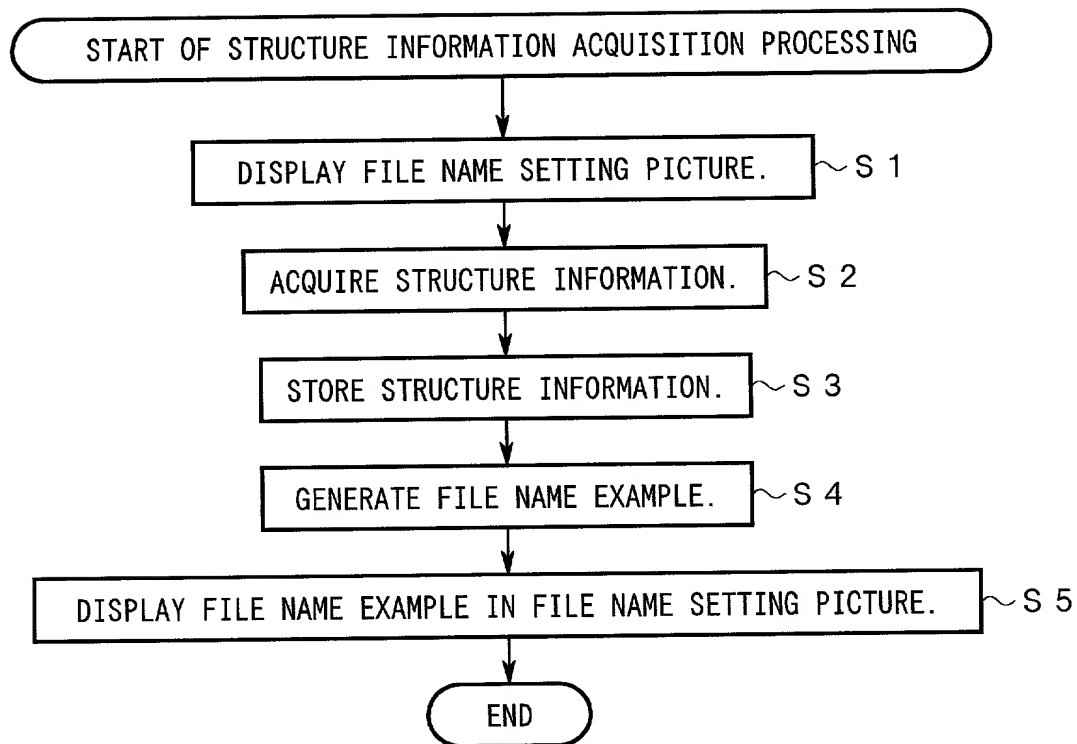 START OF STRUCTURE INFORMATION ACQUISITION PROCESSING
DISPLAY FILE NAME SETTING PICTURE.
S 1
ACQUIRE STRUCTURE INFORMATION.
S 2
STORE STRUCTURE INFORMATION.
S 3
GENERATE FILE NAME EXAMPLE.
S 4
DISPLAY FILE NAME EXAMPLE IN FILE NAME SETTING PICTURE.
S 5
END